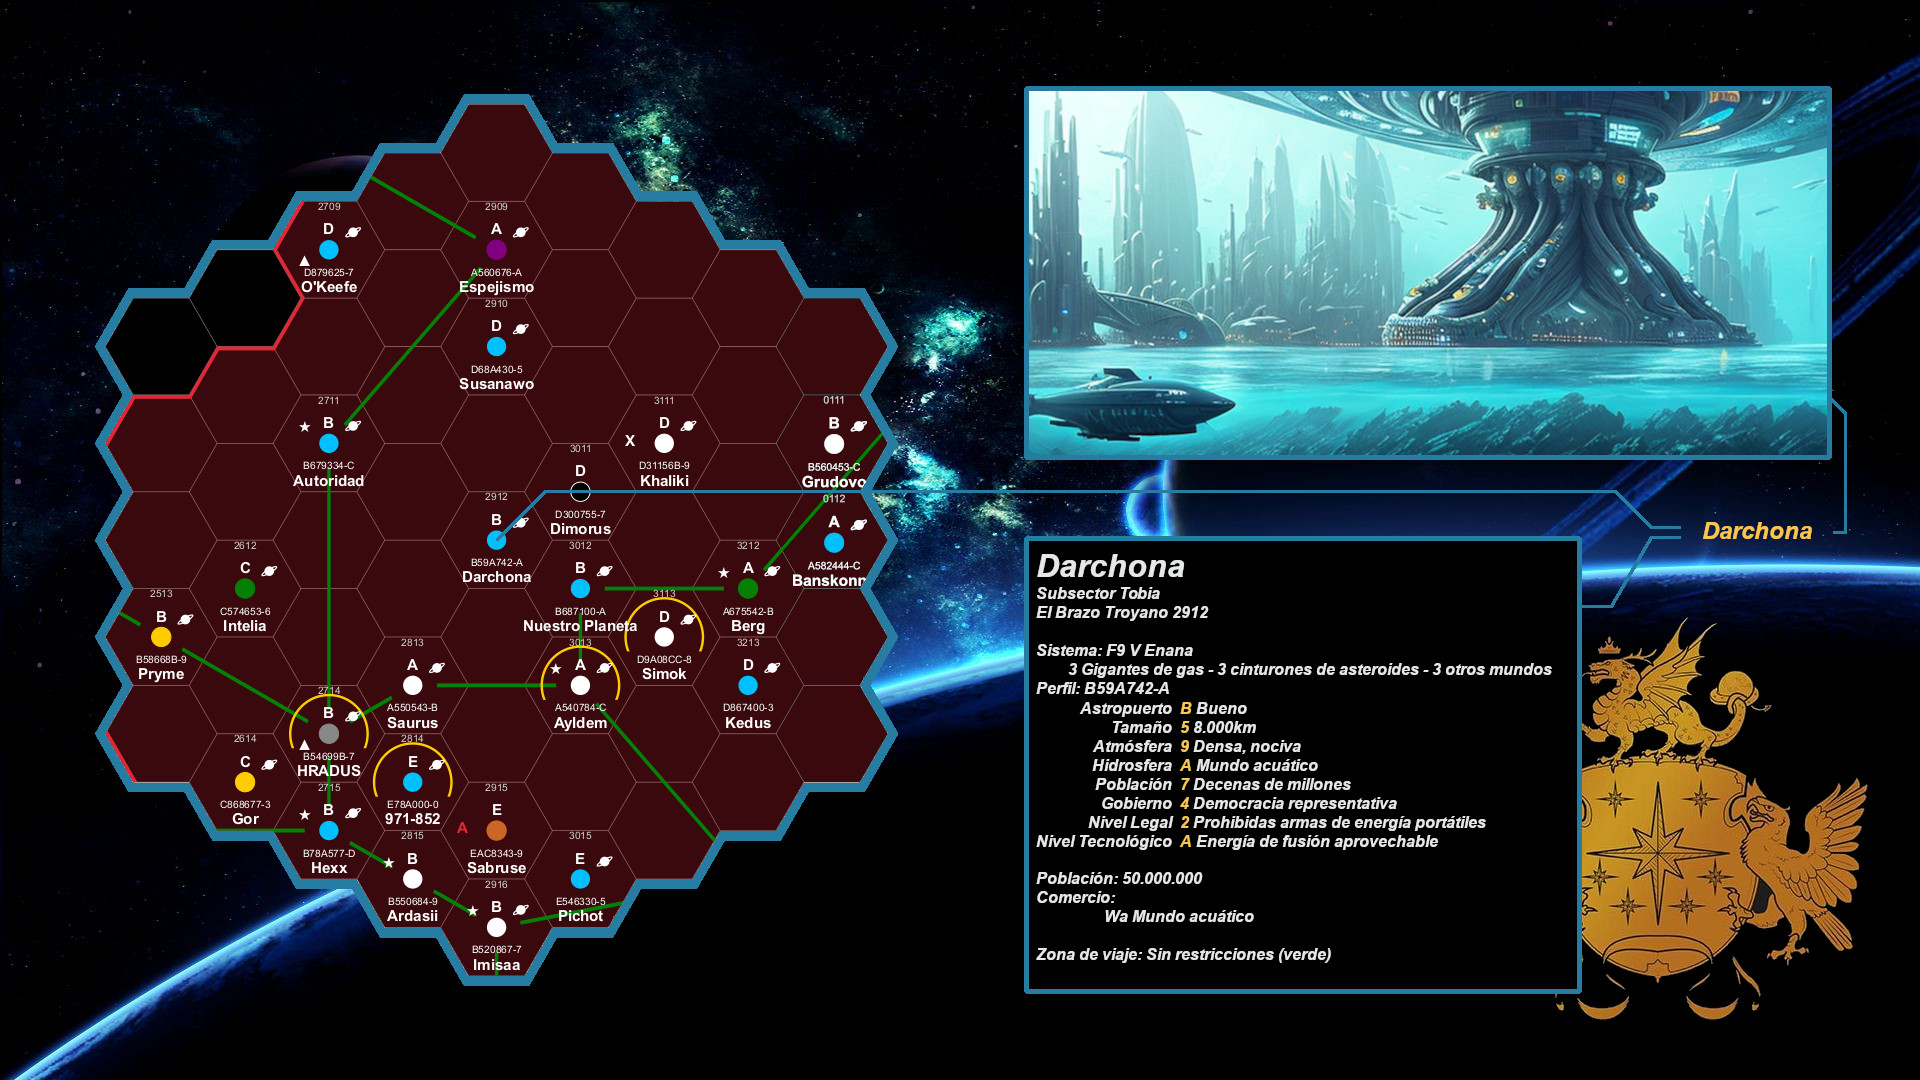 2709
D
D879625-7
O'Keefe
2909
A
A560676-A
Espejismo
2910
D
D68A430-5
Susanawo
2711
B
B679334-C
Autoridad
3111
X D
D31156B-9
Khaliki
0111
B
B560453-C
Grudovo
3011
D
D300755-7
Dimorus
2912
B
B59A742-A
Darchona
0112
A
A582444-C
Banskonn
2612
C
C574653-6
Intelia
3012
B
B687100-A
Nuestro Planeta
3212
A
A675542-B
Berg
2513
B
B58668B-9
Pryme
3113
D
D9A08CC-8
Simok
2813
A
A550543-B
Saurus
3013
A
A540784-C
Ayldem
3213
D
D867400-3
Kedus
2714
B
B54699B-7
HRADUS
2614
C
C868677-3
Gor
2814
E
E78A000-0
971-852
2715
B
B78A577-D
Hexx
2915
A E
EAC8343-9
Sabruse
2815
B
B550684-9
Ardasii
3015
E
E546330-5
Pichot
2916
B
B520867-7
Imisaa
Darchona
Darchona
Subsector Tobia
El Brazo Troyano 2912
Sistema: F9 V Enana
3 Gigantes de gas - 3 cinturones de asteroides - 3 otros mundos
Perfil: B59A742-A
Astropuerto B Bueno
Tamaño 5 8.000km
Atmósfera 9 Densa, nociva
Hidrosfera A Mundo acuático
Población 7 Decenas de millones
Gobierno 4 Democracia representativa
Nivel Legal 2 Prohibidas armas de energía portátiles
Nivel Tecnológico A Energía de fusión aprovechable
Población: 50.000.000
Comercio:
Wa Mundo acuático
Zona de viaje: Sin restricciones (verde)